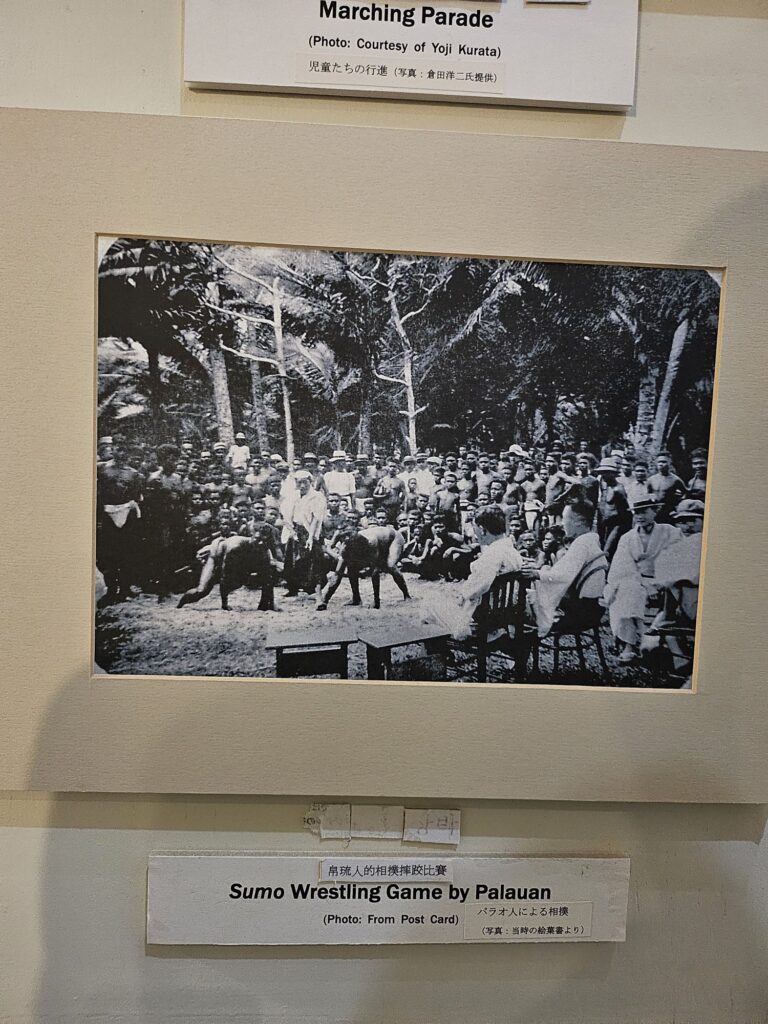 Marching Parade
(Photo: Courtesy of Yoji Kurata)
児童たちの行進 (写真:倉田洋二氏提供)
帛琉人的相撲摔跤比賽
Sumo Wrestling Game by Palauan
(Photo: From Post Card)
パラオ人による相撲
(写真:当時の絵葉書より)